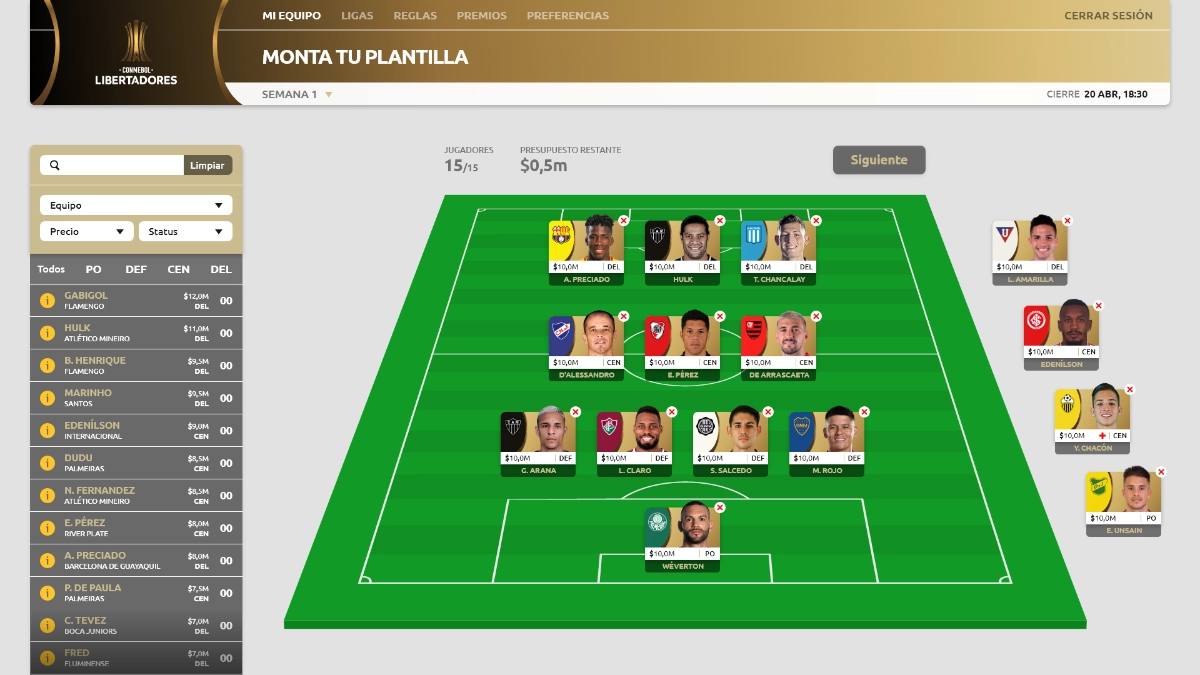 MI EQUIPO LIGAS REGLAS PREMIOS PREFERENCIAS CERRAR SESIÓN
·CONMEBOL·
LIBERTADORES
MONTA TU PLANTILLA
SEMANA 1 CIERRE 20 ABR, 18:30
Limpiar
Equipo
Precio Status
Todos PO DEF CEN DEL
GABIGOL $12,0M 00
FLAMENGO DEL
HULK $11,0M 00
ATLÉTICO MINEIRO DEL
B. HENRIQUE $9,5M 00
FLAMENGO DEL
MARINHO $9,5M 00
SANTOS DEL
EDENÍLSON $9,0M 00
INTERNACIONAL CEN
DUDU $8,5M 00
PALMEIRAS CEN
N. FERNANDEZ $8,5M 00
ATLÉTICO MINEIRO CEN
E. PÉREZ $8,0M 00
RIVER PLATE CEN
A. PRECIADO $8,0M 00
BARCELONA DE GUAYAQUIL DEL
P. DE PAULA $7,5M 00
PALMEIRAS CEN
C. TEVEZ $7,0M 00
BOCA JUNIORS DEL
FRED $7,0M 00
FLUMINENSE DEL
JUGADORES PRESUPUESTO RESTANTE
15/15 $0,5m
Siguiente
$10,0M DEL $10,0M DEL $10,0M DEL
A. PRECIADO HULK T. CHANCALAY
$10,0M CEN $10,0M CEN $10,0M CEN
D'ALESSANDRO E. PÉREZ DE ARRASCAETA
$10,0M DEF $10,0M DEF $10,0M DEF $10,0M DEF
G. ARANA L. CLARO S. SALCEDO M. ROJO
$10,0M PO
WÉVERTON
$10,0M DEL
L. AMARILLA
$10,0M CEN
EDENÍLSON
$10,0M CEN
Y. CHACÓN
$10,0M PO
E. UNSAIN